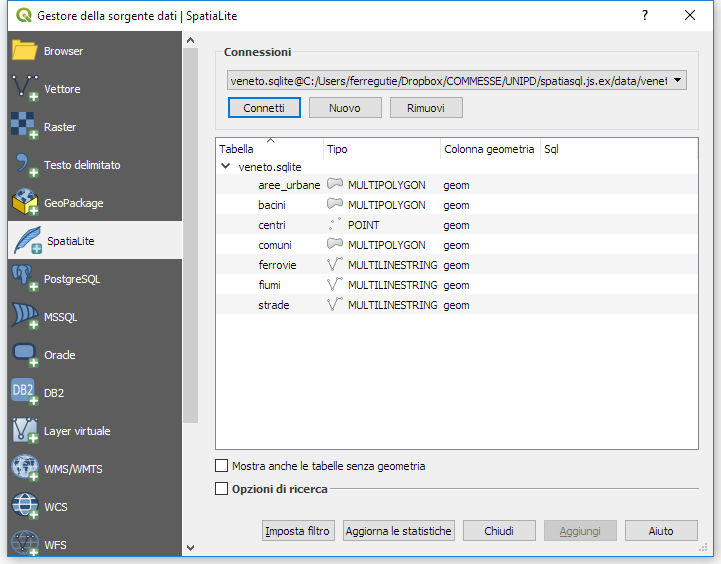 Gestore della sorgente dati | SpatiaLite
Browser
Vettore
Raster
Testo delimitato
GeoPackage
SpatiaLite
PostgreSQL
MSSQL
Oracle
DB2
DB2
Layer virtuale
WMS/WMTS
WCS
WFS
Connessioni
veneto.sqlite@C:/Users/ferregutie/Dropbox/COMMESSE/UNIPD/spatiasql.js.ex/data/venet
Connetti Nuovo Rimuovi
Tabella Tipo Colonna geometria Sql
veneto.sqlite
aree_urbane MULTIPOLYGON geom
bacini MULTIPOLYGON geom
centri POINT geom
comuni MULTIPOLYGON geom
ferrovie MULTILINESTRING geom
fiumi MULTILINESTRING geom
strade MULTILINESTRING geom
Mostra anche le tabelle senza geometria
Opzioni di ricerca
Imposta filtro Aggiorna le statistiche Chiudi Aggiungi Aiuto